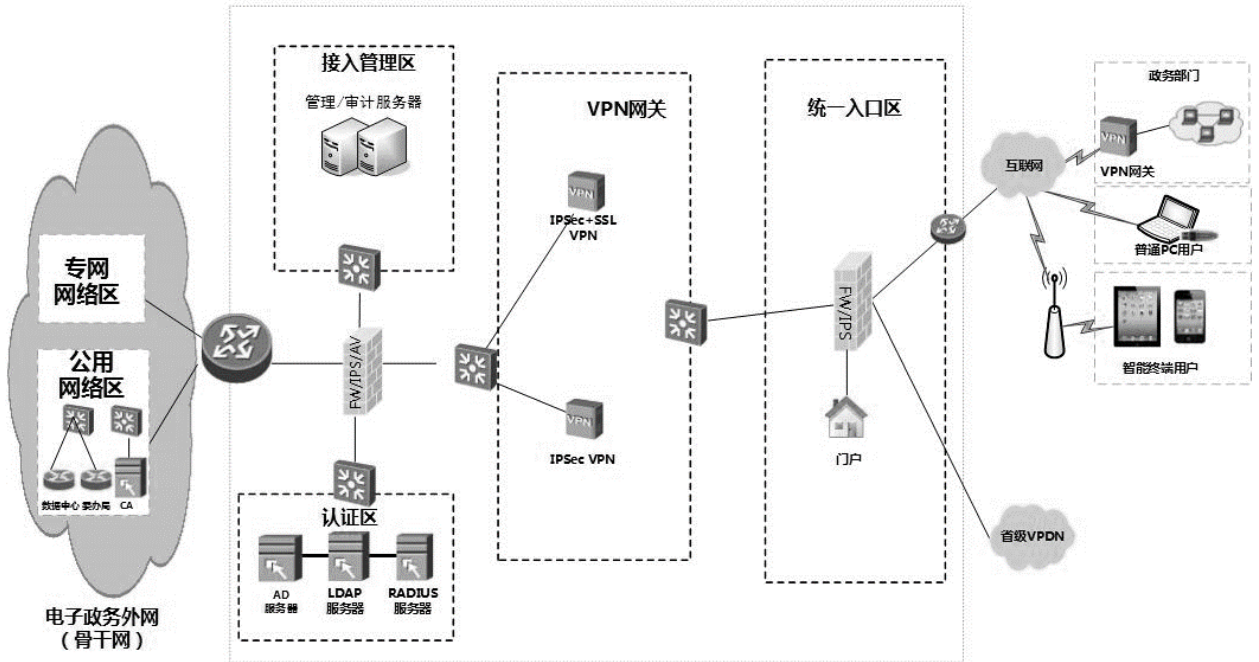 接入管理区
管理/审计服务器
VPN网关
VPN
IPSec+SSL
VPN
VPN
IPSec VPN
统一入口区
FW/IPS
门户
互联网
政务部门
VPN
VPN网关
普通PC用户
智能终端用户
省级VPDN
专网
网络区
公用
网络区
数据中心
委办局
CA
电子政务外网
（骨干网）
FW/IPS/AV
认证区
AD
服务器
LDAP
服务器
RADIUS
服务器